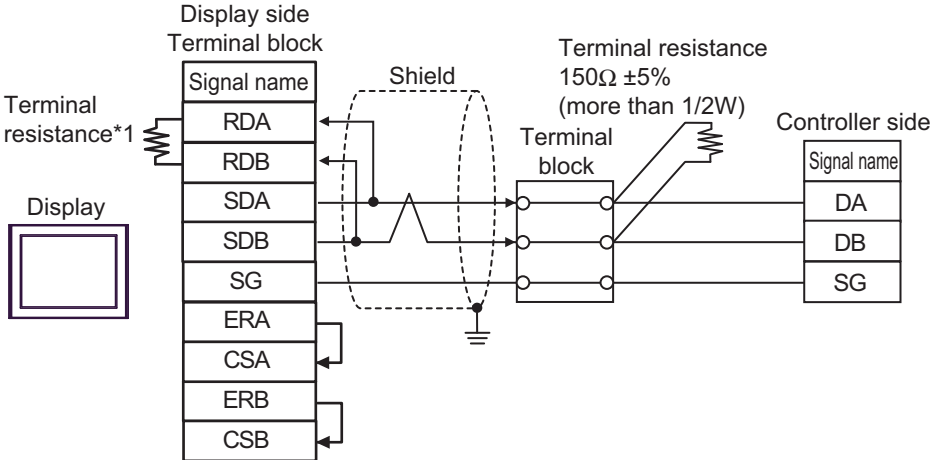 Display side
Terminal block
Signal name
RDA
RDB
SDA
SDB
SG
ERA
CSA
ERB
CSB
Terminal
resistance*1
Display
Shield
Terminal resistance
150Ω ±5%
(more than 1/2W)
Terminal
block
Controller side
Signal name
DA
DB
SG